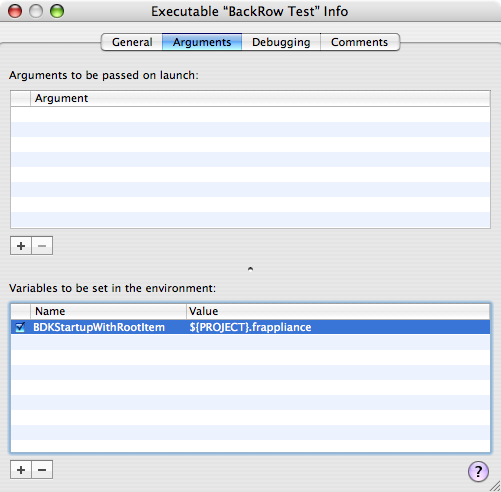 Executable “BackRow Test” Info
General Arguments Debugging Comments
Arguments to be passed on launch:
Argument
+ −
Variables to be set in the environment:
Name Value
BDKStartupWithRootItem ${PROJECT}.frappliance
+ − ?